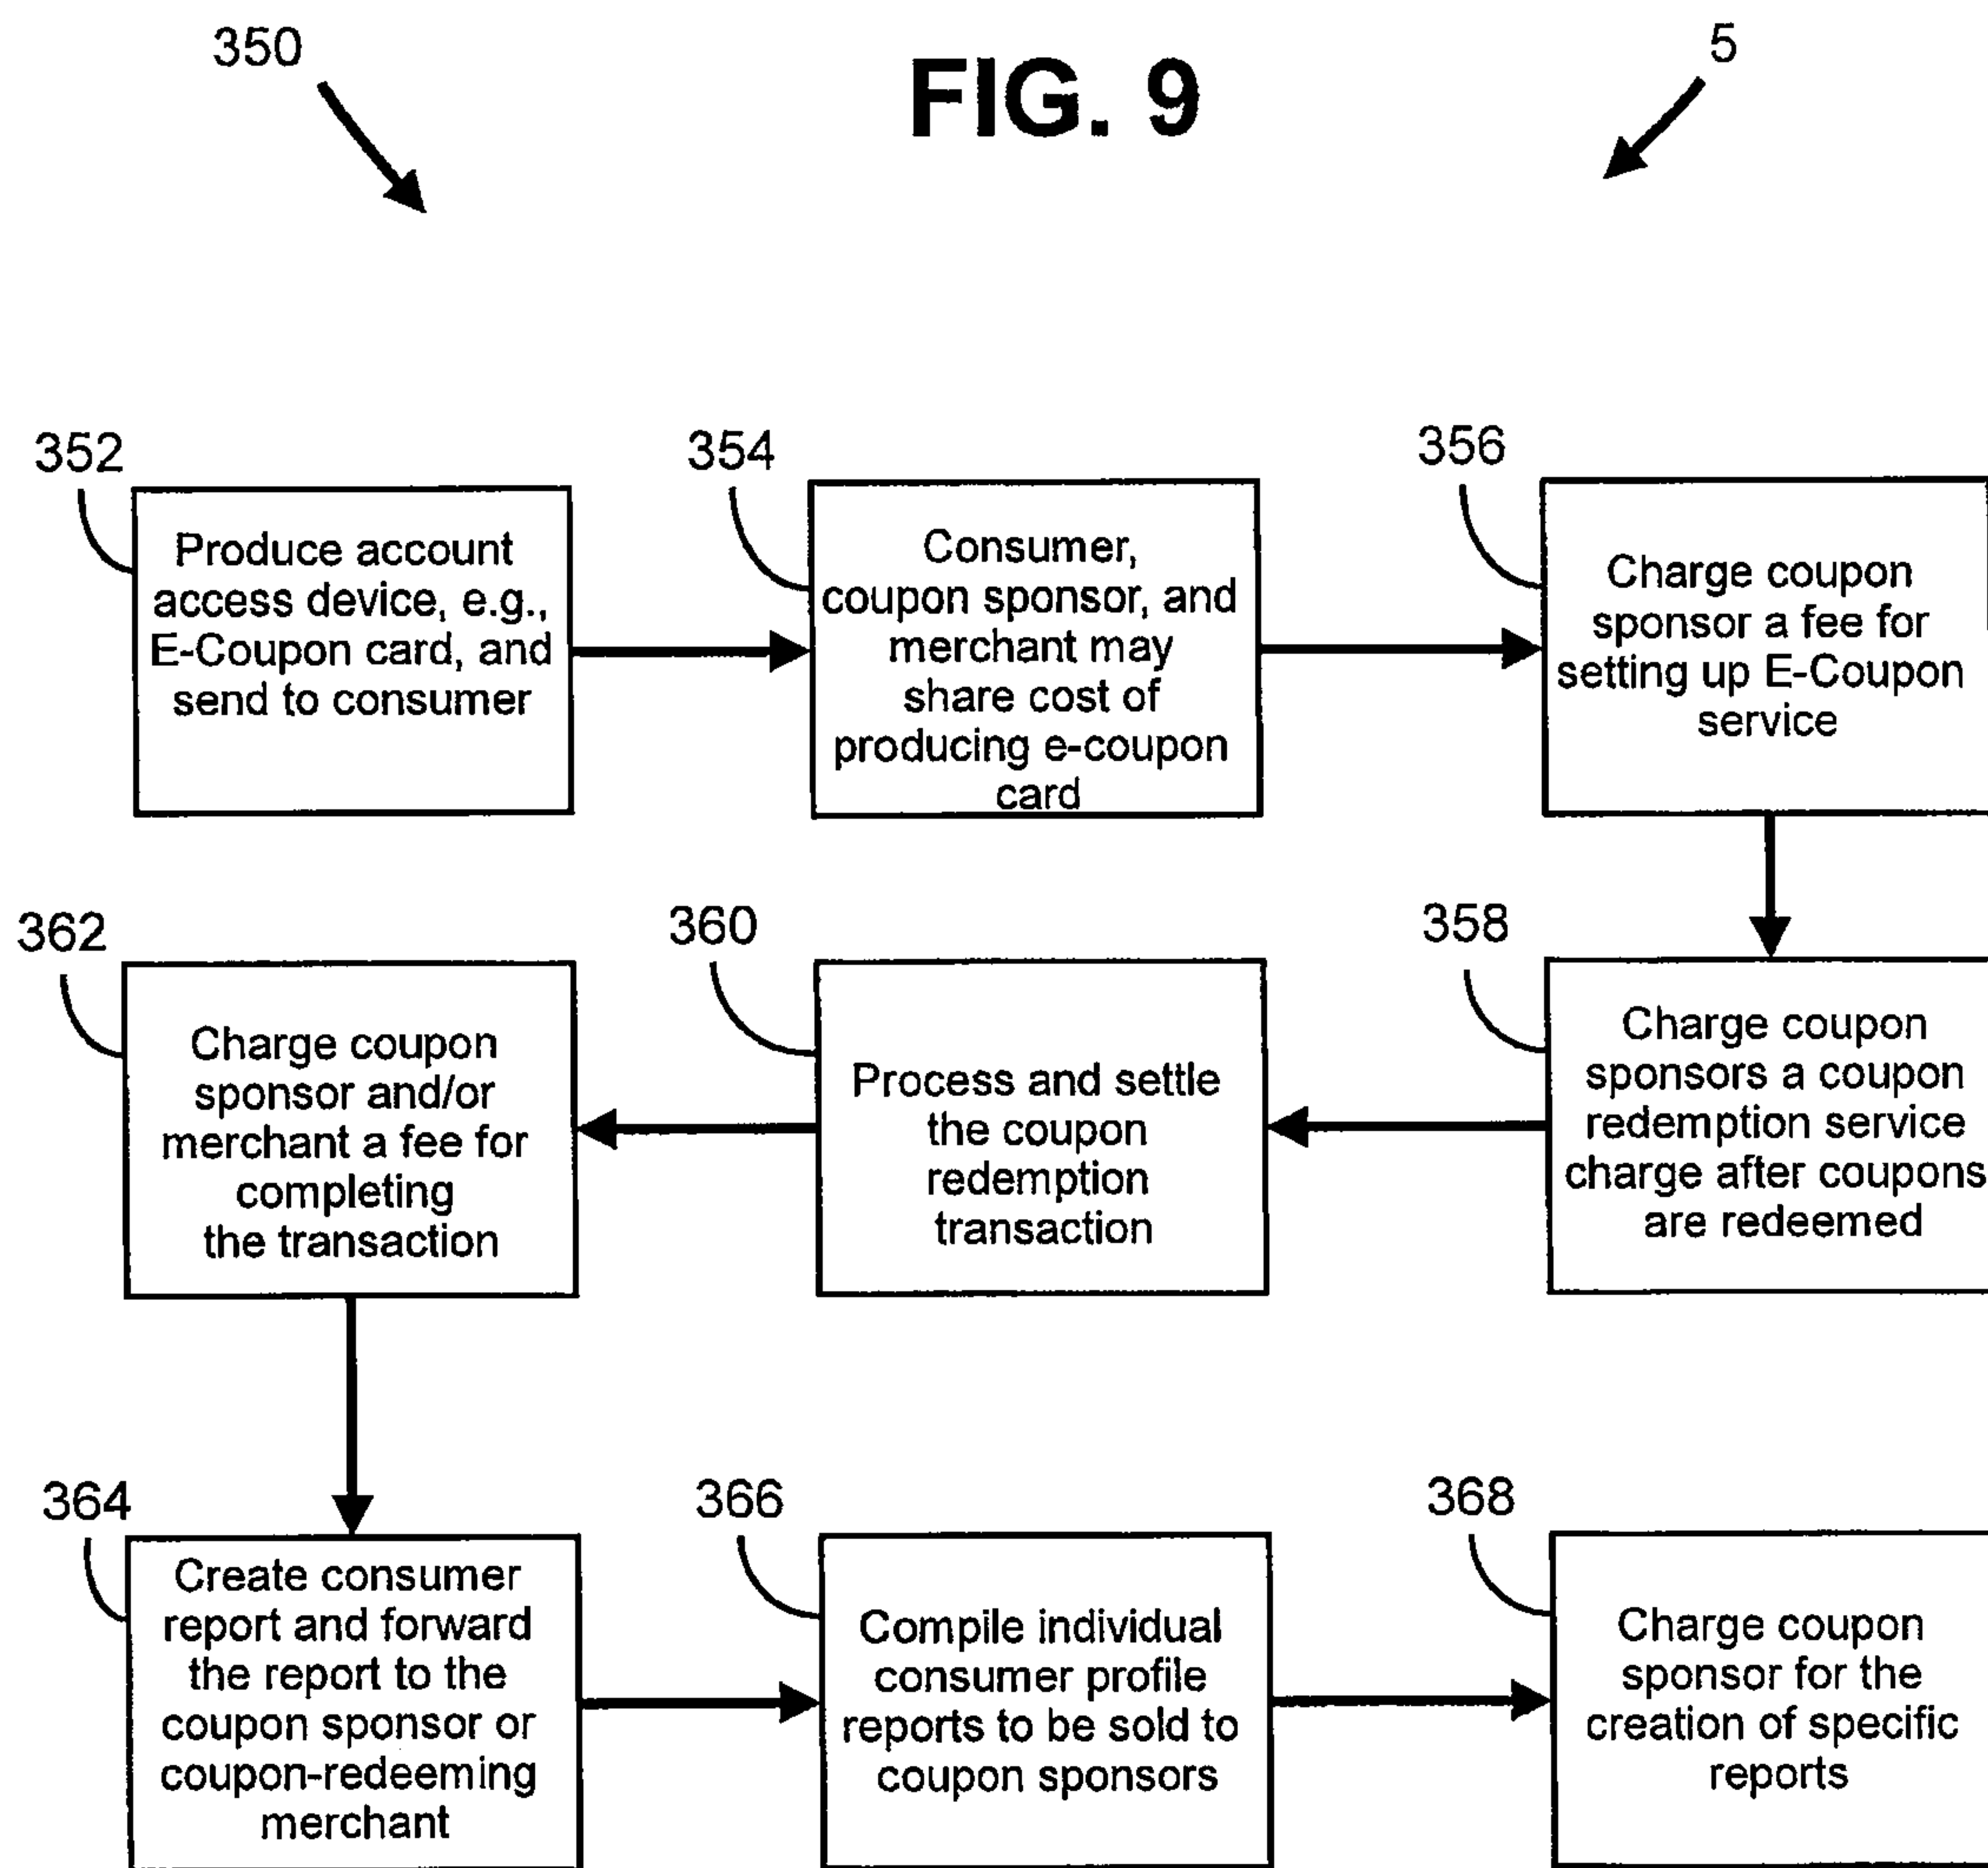 350
FIG. 9
5
352
Produce account
access device, e.g.,
E-Coupon card, and
send to consumer
354
Consumer,
coupon sponsor, and
merchant may
share cost of
producing e-coupon
card
356
Charge coupon
sponsor a fee for
setting up E-Coupon
service
358
Charge coupon
sponsors a coupon
redemption service
charge after coupons
are redeemed
360
Process and settle
the coupon
redemption
transaction
362
Charge coupon
sponsor and/or
merchant a fee for
completing
the transaction
364
Create consumer
report and forward
the report to the
coupon sponsor or
coupon-redeeming
merchant
366
Compile individual
consumer profile
reports to be sold to
coupon sponsors
368
Charge coupon
sponsor for the
creation of specific
reports